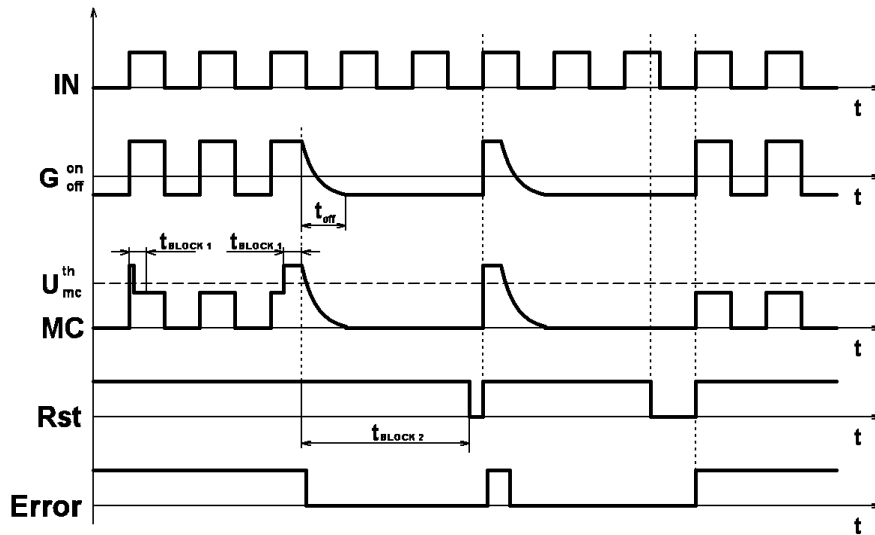 IN
t
G on off
t off
t
t BLOCK 1
t BLOCK 1
U th mc
MC
t
Rst
t BLOCK 2
t
Error
t